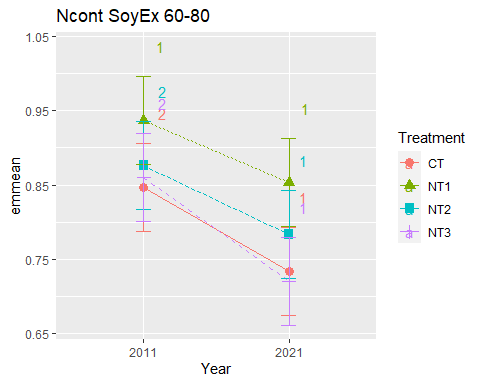 Ncont SoyEx 60-80
1.05
0.95
0.85
0.75
0.65
emmean
1
2
2
2
1
1
1
1
2011
2021
Year
Treatment
a CT
a NT1
a NT2
a NT3